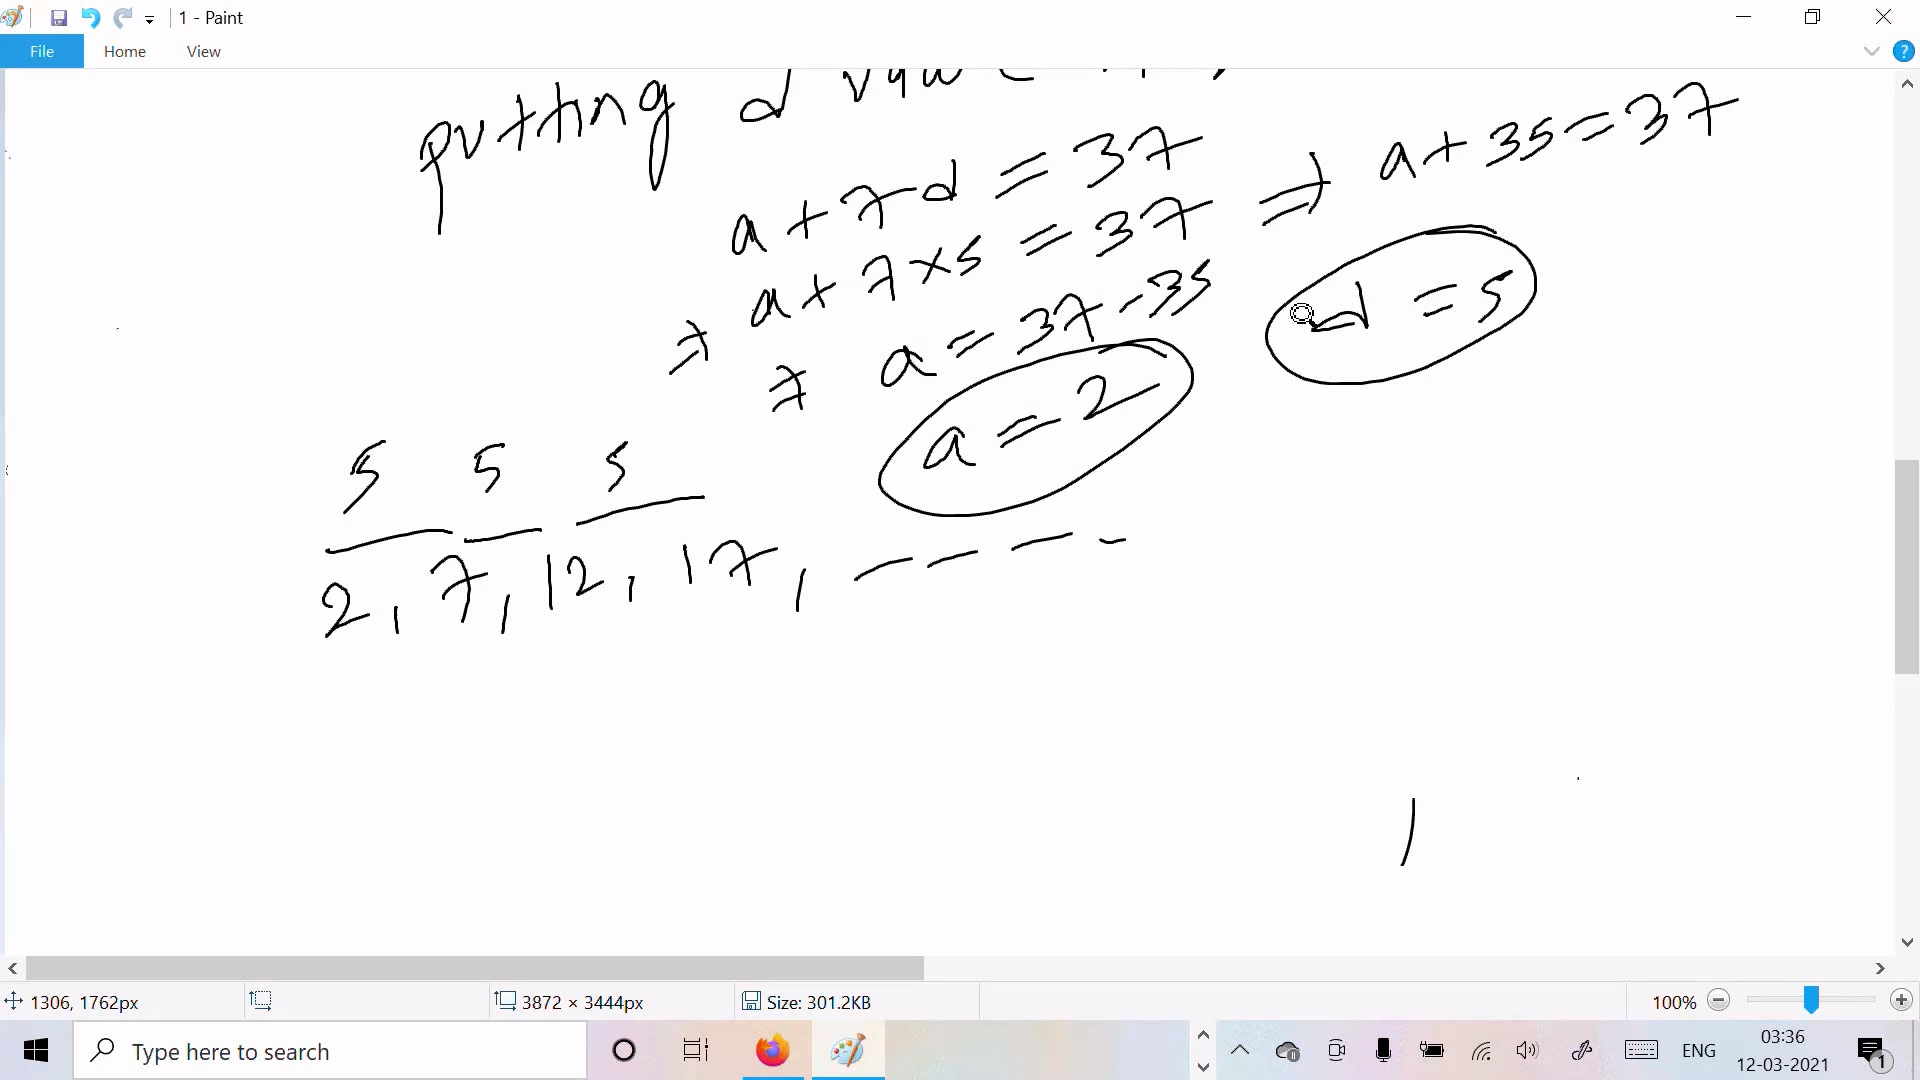 1 - Paint
File Home View
putting d value
a + 7d = 37
⇒ a + 7 × 5 = 37 ⇒ a + 35 = 37
⇒ a = 37 - 35
a = 2
d = 5
5 5 5
2, 7, 12, 17, - - - -
1306, 1762px 3872 × 3444px Size: 301.2KB 100%
Type here to search
ENG
03:36
12-03-2021
1